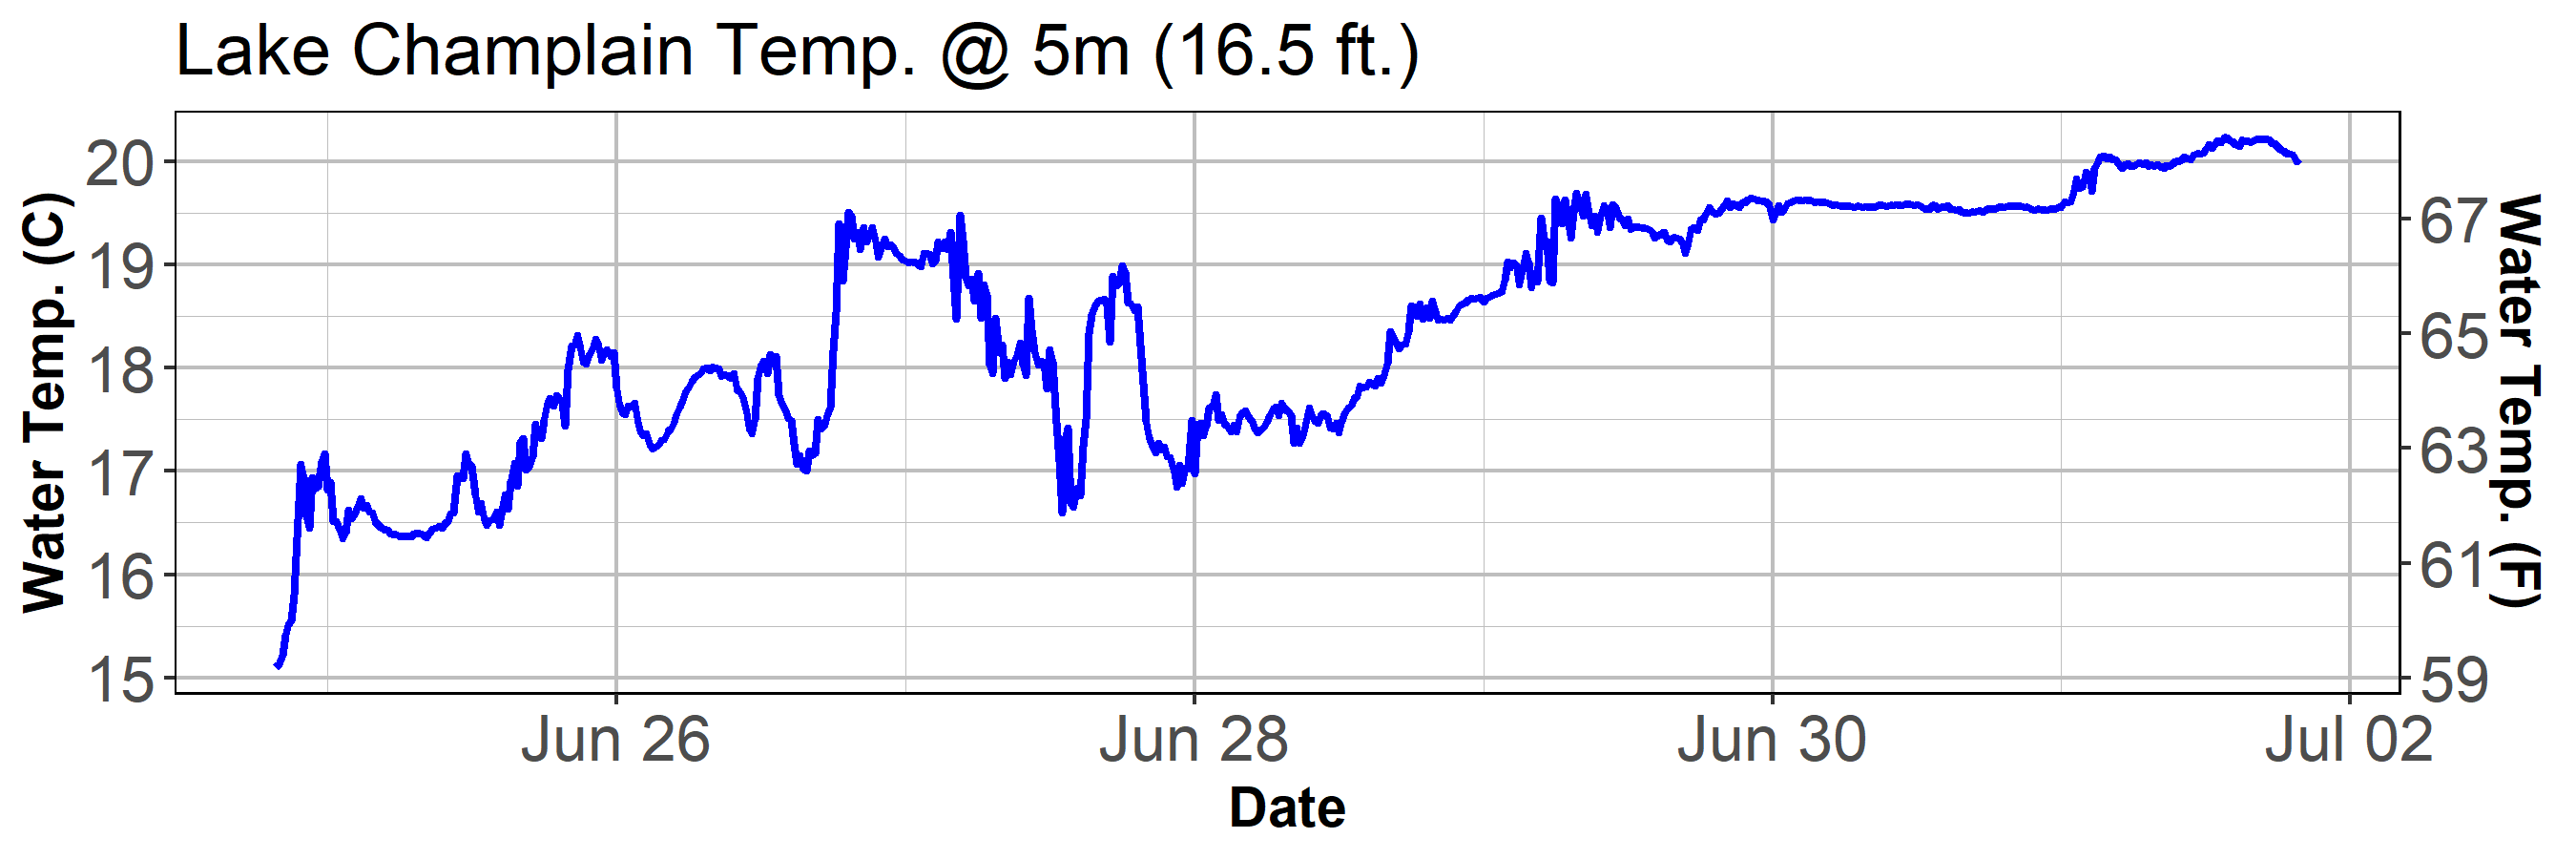 Lake Champlain Temp. @ 5m (16.5 ft.)
Water Temp. (C)
20
19
18
17
16
15
67
65
63
61
59
Water Temp. (F)
Jun 26
Jun 28
Jun 30
Jul 02
Date